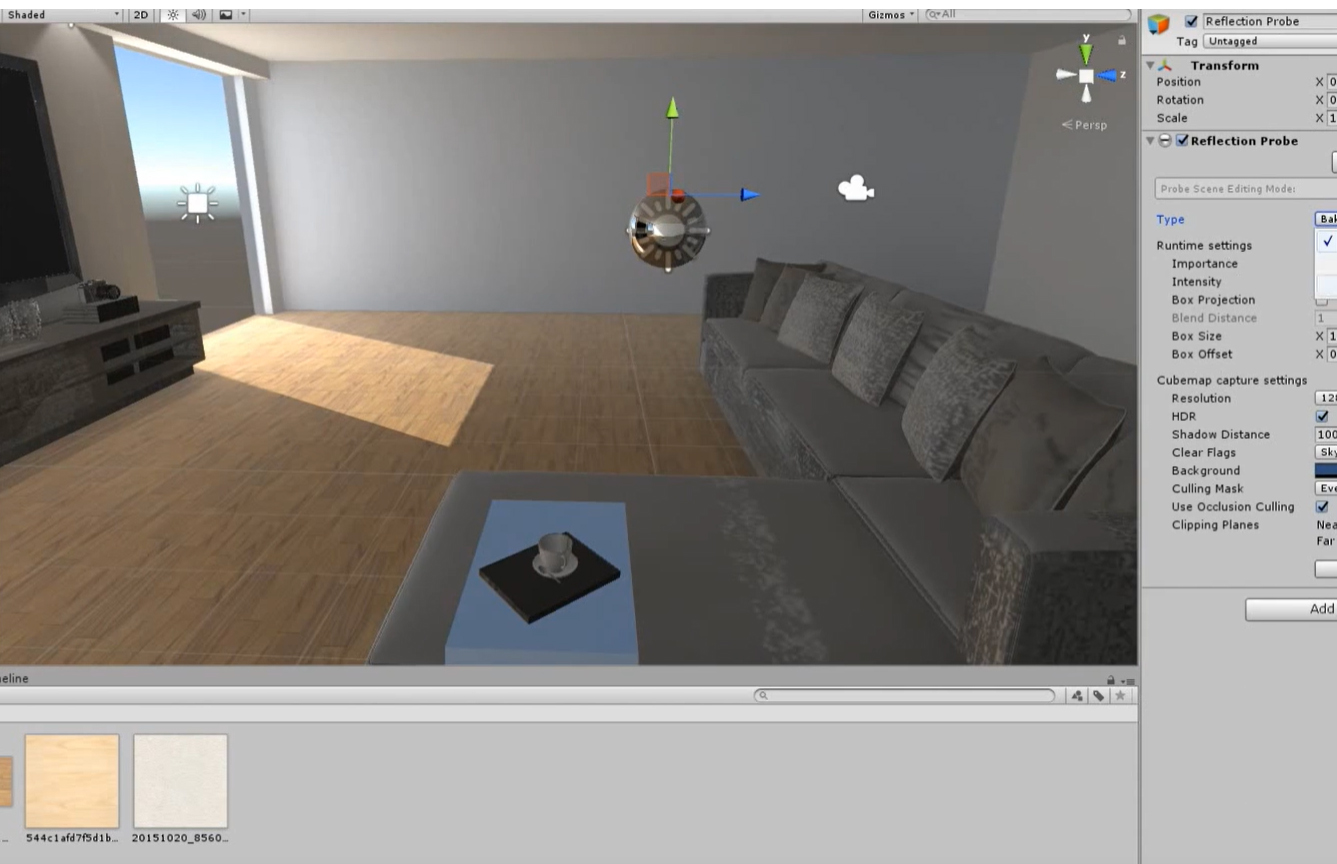 Shaded
2D
Gizmos
All
y
z
Persp
Reflection Probe
Tag Untagged
Transform
Position X 0
Rotation X 0
Scale X 1
Reflection Probe
Probe Scene Editing Mode:
Type Bak
Runtime settings
Importance
Intensity
Box Projection
Blend Distance 1
Box Size X 1
Box Offset X 0
Cubemap capture settings
Resolution 128
HDR
Shadow Distance 100
Clear Flags Sky
Background
Culling Mask Eve
Use Occlusion Culling
Clipping Planes Nea
Far
Add
eline
... 544c1afd7f5d1b... 20151020_8560...